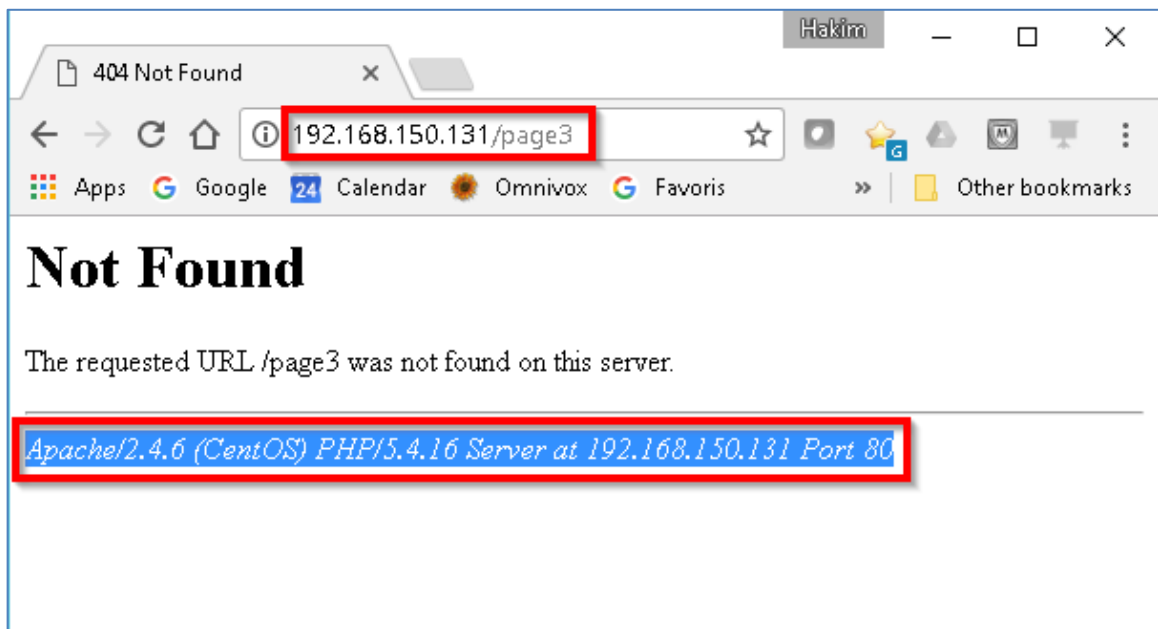 Hakim
404 Not Found
192.168.150.131/page3
G
Apps G Google 24 Calendar Omnivox G Favoris » Other bookmarks
Not Found
The requested URL /page3 was not found on this server.
Apache/2.4.6 (CentOS) PHP/5.4.16 Server at 192.168.150.131 Port 80